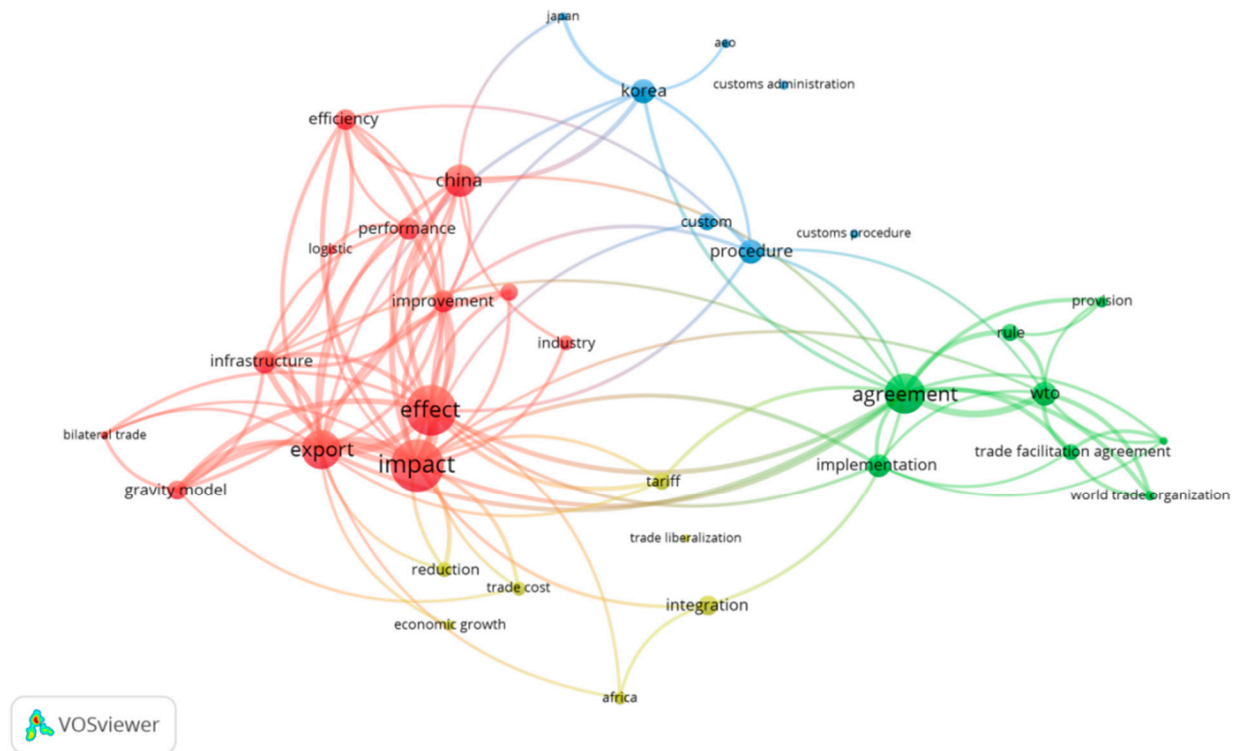 japan
aeo
korea
customs administration
efficiency
china
custom
performance
customs procedure
logistic
procedure
improvement
provision
rule
industry
infrastructure
agreement
wto
effect
bilateral trade
export
trade facilitation agreement
impact
implementation
tariff
gravity model
world trade organization
trade liberalization
reduction
trade cost
integration
economic growth
africa
VOSviewer